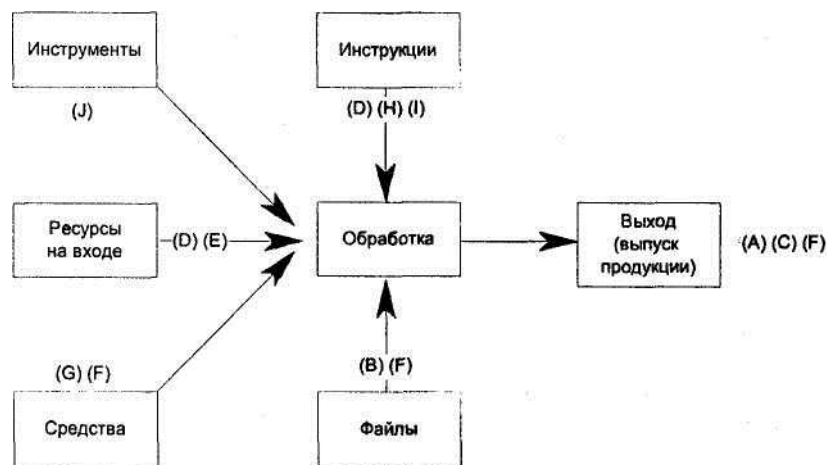 Инструменты
Инструкции
(J)
(D) (H) (I)
Ресурсы
на входе
(D) (E)
Обработка
Выход
(выпуск
продукции)
(A) (C) (F)
(G) (F)
(B) (F)
Средства
Файлы